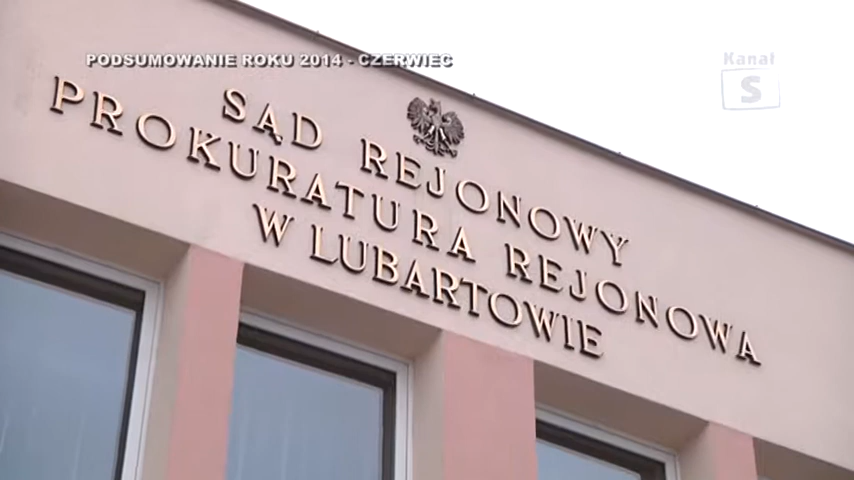 PODSUMOWANIE ROKU 2014 - CZERWIEC
Kanał
S
SĄD REJONOWY
PROKURATURA REJONOWA
W LUBARTOWIE